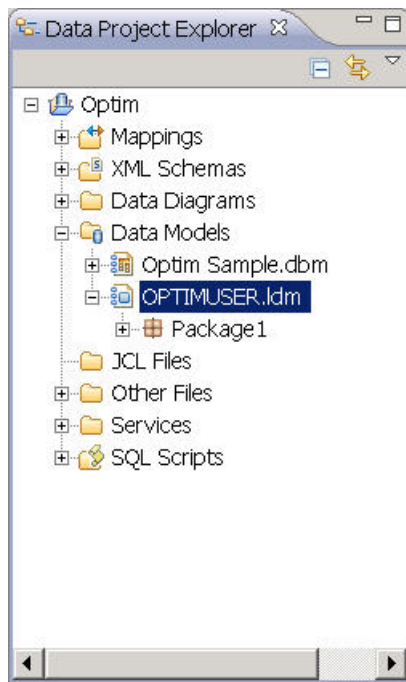 Data Project Explorer
Optim
Mappings
XML Schemas
Data Diagrams
Data Models
Optim Sample.dbm
OPTIMUSER.ldm
Package1
JCL Files
Other Files
Services
SQL Scripts